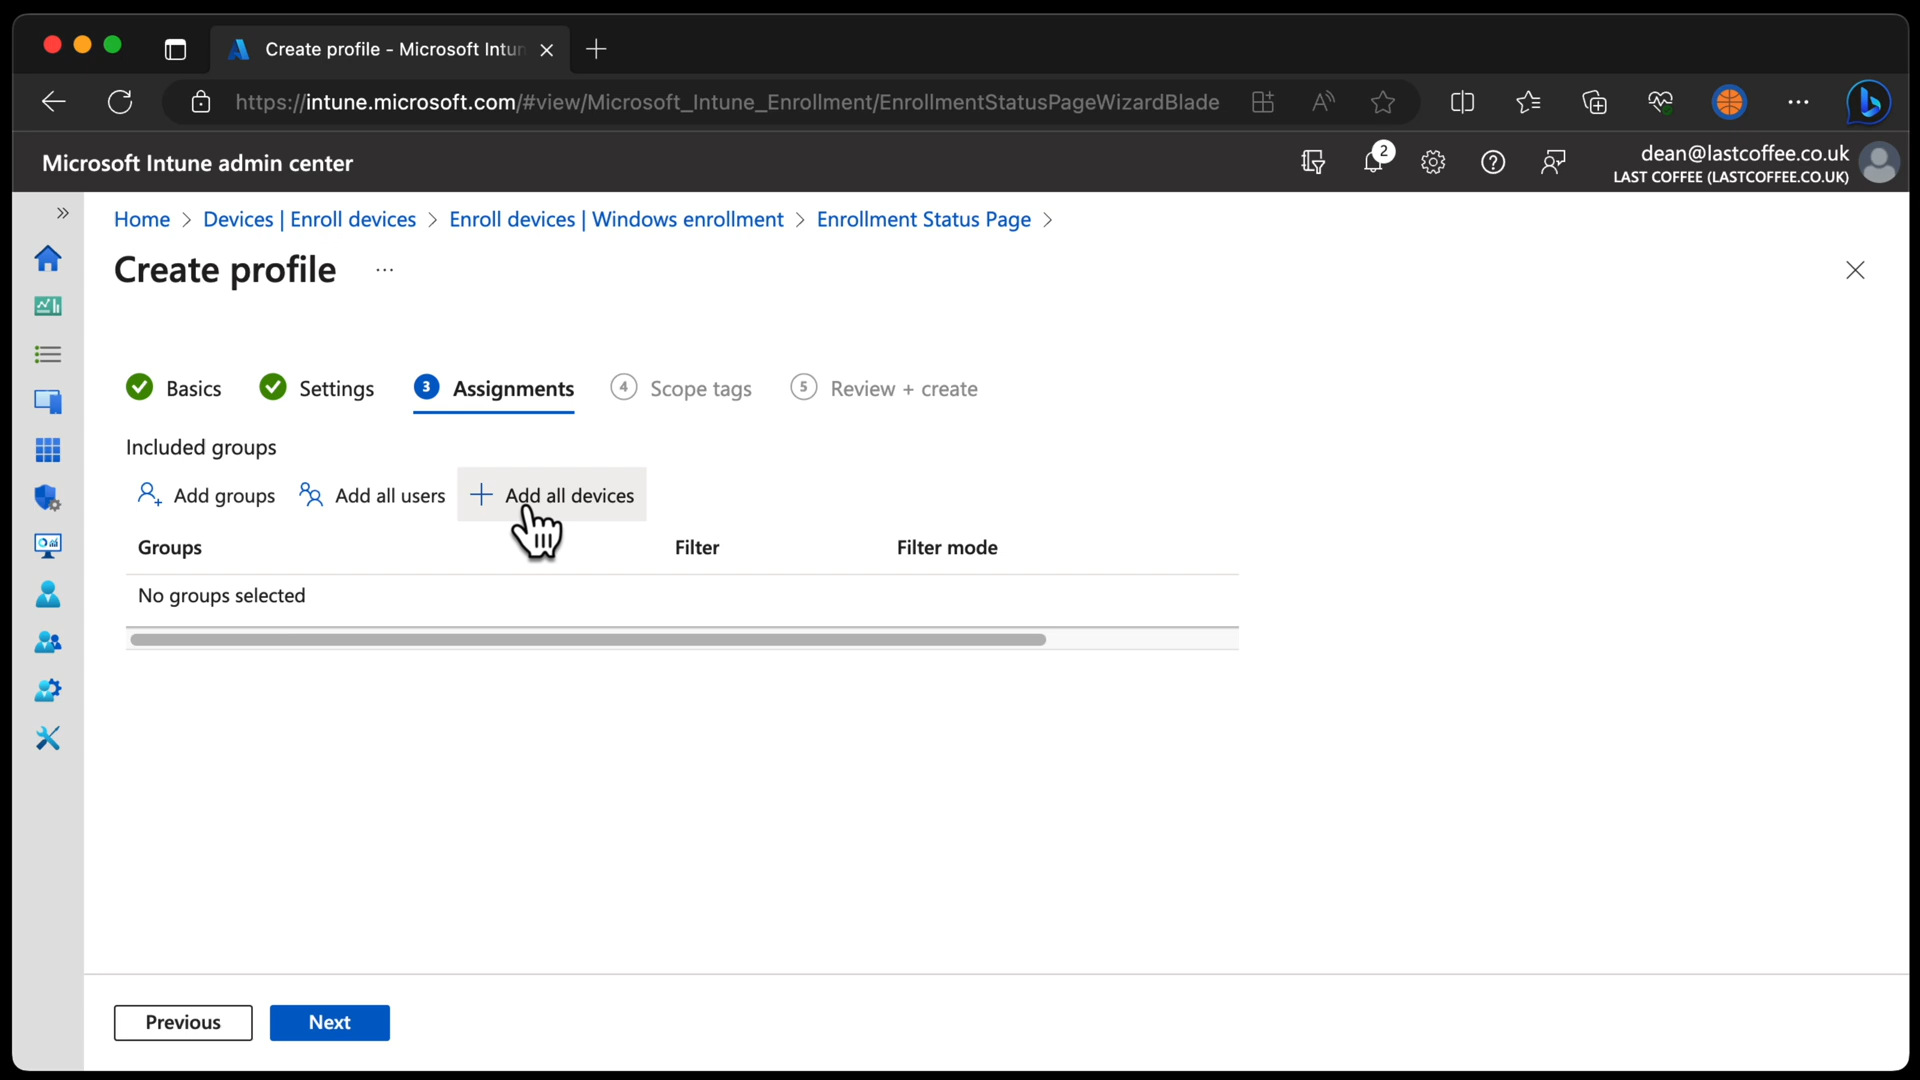 Create profile - Microsoft Intun
https://intune.microsoft.com/#view/Microsoft_Intune_Enrollment/EnrollmentStatusPageWizardBlade
Microsoft Intune admin center
2
dean@lastcoffee.co.uk
LAST COFFEE (LASTCOFFEE.CO.UK)
Home > Devices | Enroll devices > Enroll devices | Windows enrollment > Enrollment Status Page >
Create profile ...
Basics Settings 3 Assignments 4 Scope tags 5 Review + create
Included groups
Add groups Add all users + Add all devices
Groups Filter Filter mode
No groups selected
Previous Next